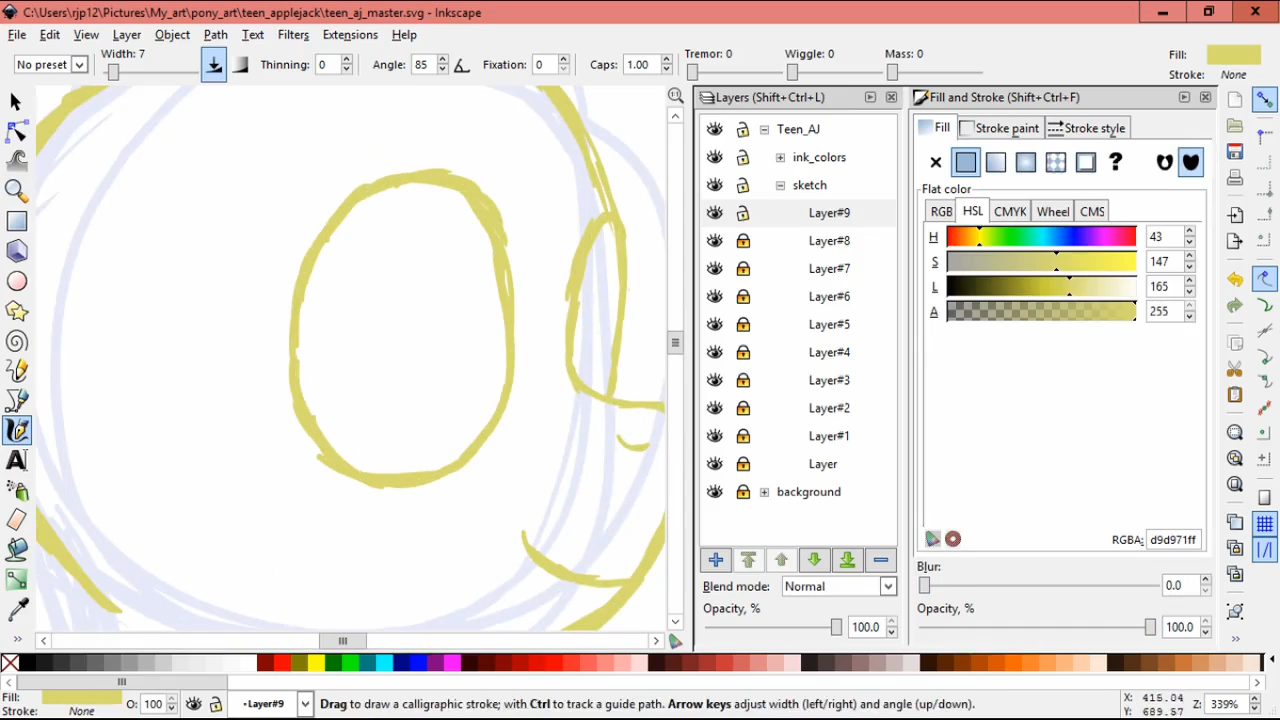 C:\Users\rjp12\Pictures\My_art\pony_art\teen_applejack\teen_aj_master.svg - Inkscape
File Edit View Layer Object Path Text Filters Extensions Help
No preset Width: 7 Thinning: 0 Angle: 85 Fixation: 0 Caps: 1.00 Tremor: 0 Wiggle: 0 Mass: 0
Fill:
Stroke: None
Layers (Shift+Ctrl+L)
Teen_AJ
ink_colors
sketch
Layer#9
Layer#8
Layer#7
Layer#6
Layer#5
Layer#4
Layer#3
Layer#2
Layer#1
Layer
background
Blend mode: Normal
Opacity, % 100.0
Fill and Stroke (Shift+Ctrl+F)
Fill Stroke paint Stroke style
Flat color
RGB HSL CMYK Wheel CMS
H 43
S 147
L 165
A 255
RGBA: d9d971ff
Blur: 0.0
Opacity, % 100.0
Fill:
Stroke: None
O: 100
•Layer#9
Drag to draw a calligraphic stroke; with Ctrl to track a guide path. Arrow keys adjust width (left/right) and angle (up/down).
X: 415.04
Y: 689.57
Z: 339%